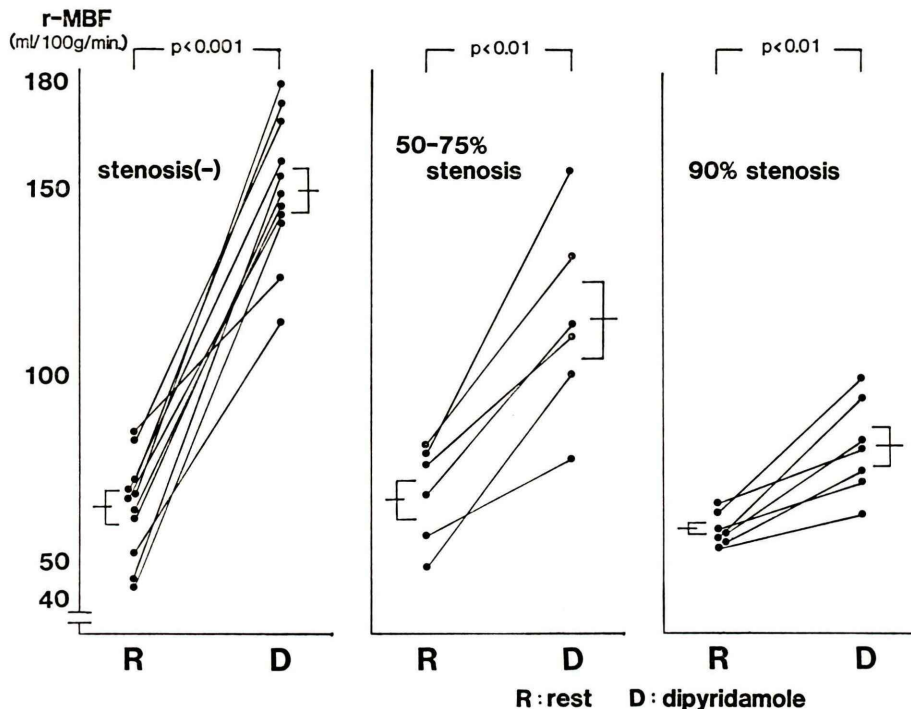 r-MBF
(ml/100g/min.)
p<0.001
p<0.01
p<0.01
180
150
100
50
40
stenosis(-)
50-75%
stenosis
90% stenosis
R D
R D
R D
R : rest D : dipyridamole